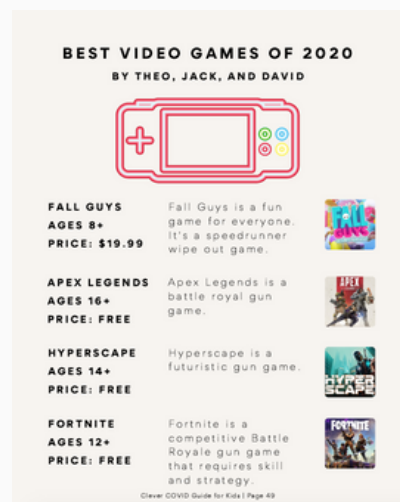 BEST VIDEO GAMES OF 2020
BY THEO, JACK, AND DAVID
FALL GUYS
AGES 8+
PRICE: $19.99
Fall Guys is a fun
game for everyone.
It's a speedrunner
wipe out game.
FALL
GUYS
APEX LEGENDS
AGES 16+
PRICE: FREE
Apex Legends is a
battle royal gun
game.
APEX
HYPERSCAPE
AGES 14+
PRICE: FREE
Hyperscape is a
futuristic gun game.
HYPER
SCAPE
FORTNITE
AGES 12+
PRICE: FREE
Fortnite is a
competitive Battle
Royale gun game
that requires skill
and strategy.
FORTNITE
Clever COVID Guide for Kids | Page 49